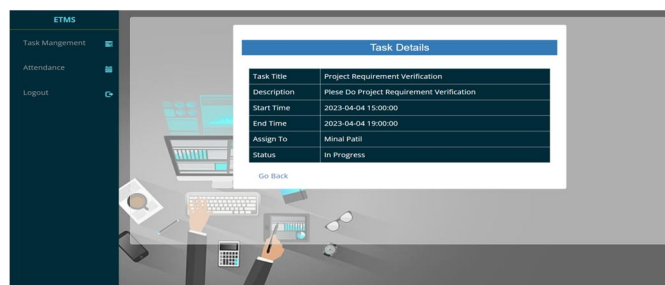 ETMS
Task Mangement
Attendance
Logout
Task Details
Task Title Project Requirement Verification
Description Plese Do Project Requirement Verification
Start Time 2023-04-04 15:00:00
End Time 2023-04-04 19:00:00
Assign To Minal Patil
Status In Progress
Go Back